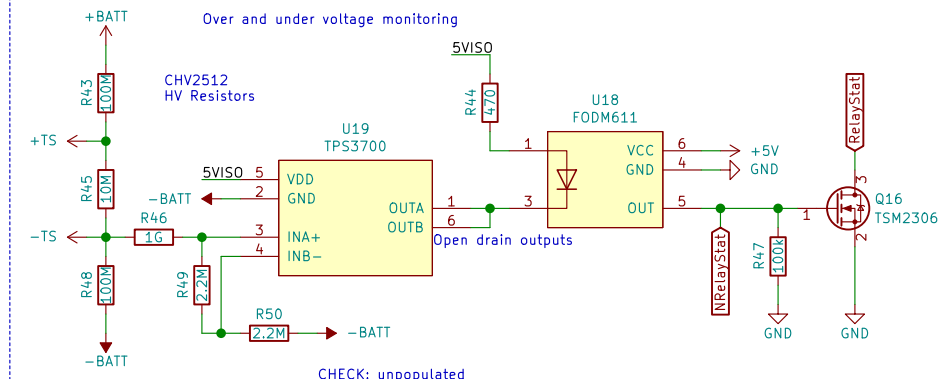 +BATT
Over and under voltage monitoring
5VISO
CHV2512
HV Resistors
R43
100M
R44
470
U18
FODM611
RelayStat
U19
TPS3700
+TS
1
VCC
6
+5V
GND
4
GND
5VISO
5
VDD
R45
10M
-BATT
2
GND
OUTA
1
3
OUT
5
1
3
Q16
TSM2306
2
OUTB
6
R46
1G
-TS
3
INA+
Open drain outputs
4
INB-
NRelayStat
R47
100k
R48
100M
R49
2.2M
R50
2.2M
-BATT
GND
GND
-BATT
CHECK: unpopulated